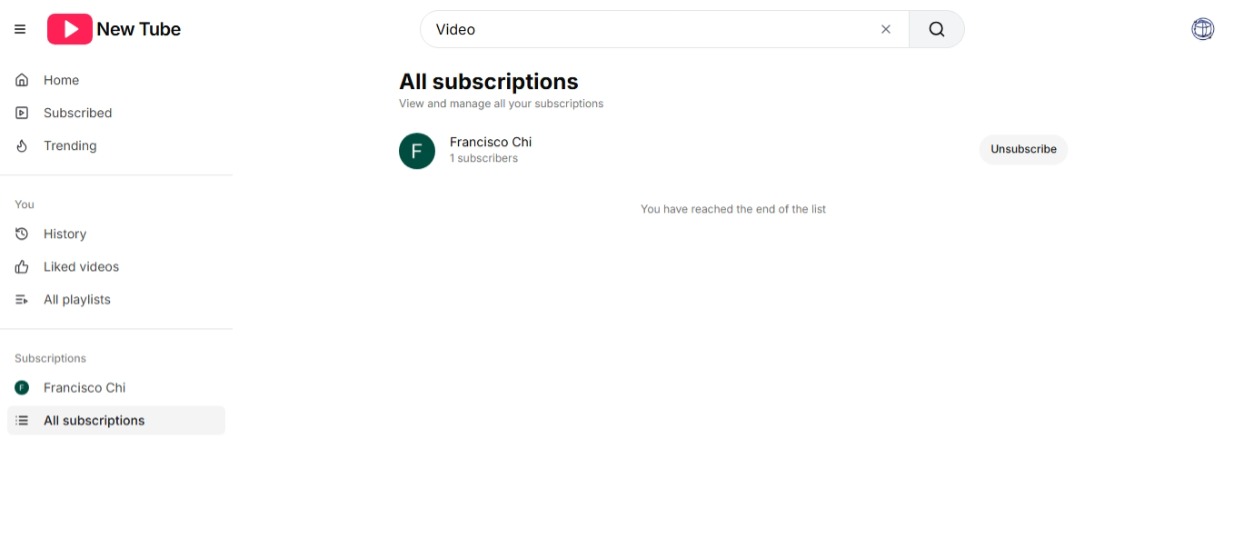 New Tube
Video
Home
Subscribed
Trending
You
History
Liked videos
All playlists
Subscriptions
F
Francisco Chi
All subscriptions
All subscriptions
View and manage all your subscriptions
F
Francisco Chi
1 subscribers
Unsubscribe
You have reached the end of the list